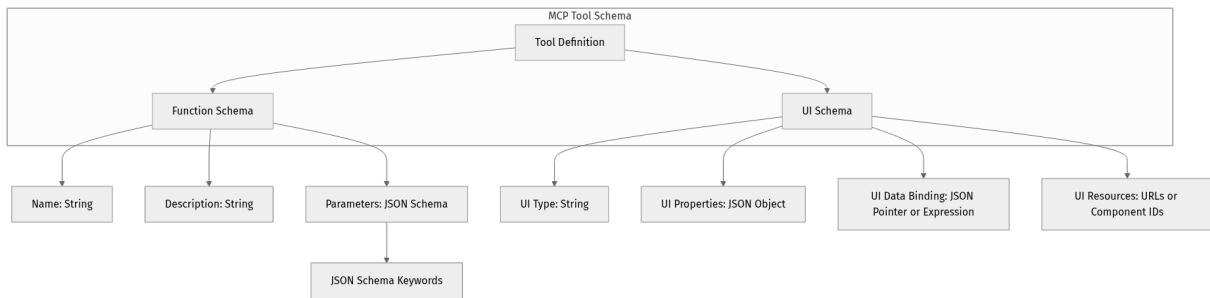 MCP Tool Schema
Tool Definition
Function Schema
UI Schema
Name: String
Description: String
Parameters: JSON Schema
UI Type: String
UI Properties: JSON Object
UI Data Binding: JSON
Pointer or Expression
UI Resources: URLs or
Component IDs
JSON Schema Keywords